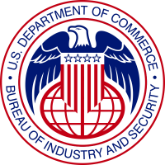 U.S. DEPARTMENT OF COMMERCE
BUREAU OF INDUSTRY AND SECURITY